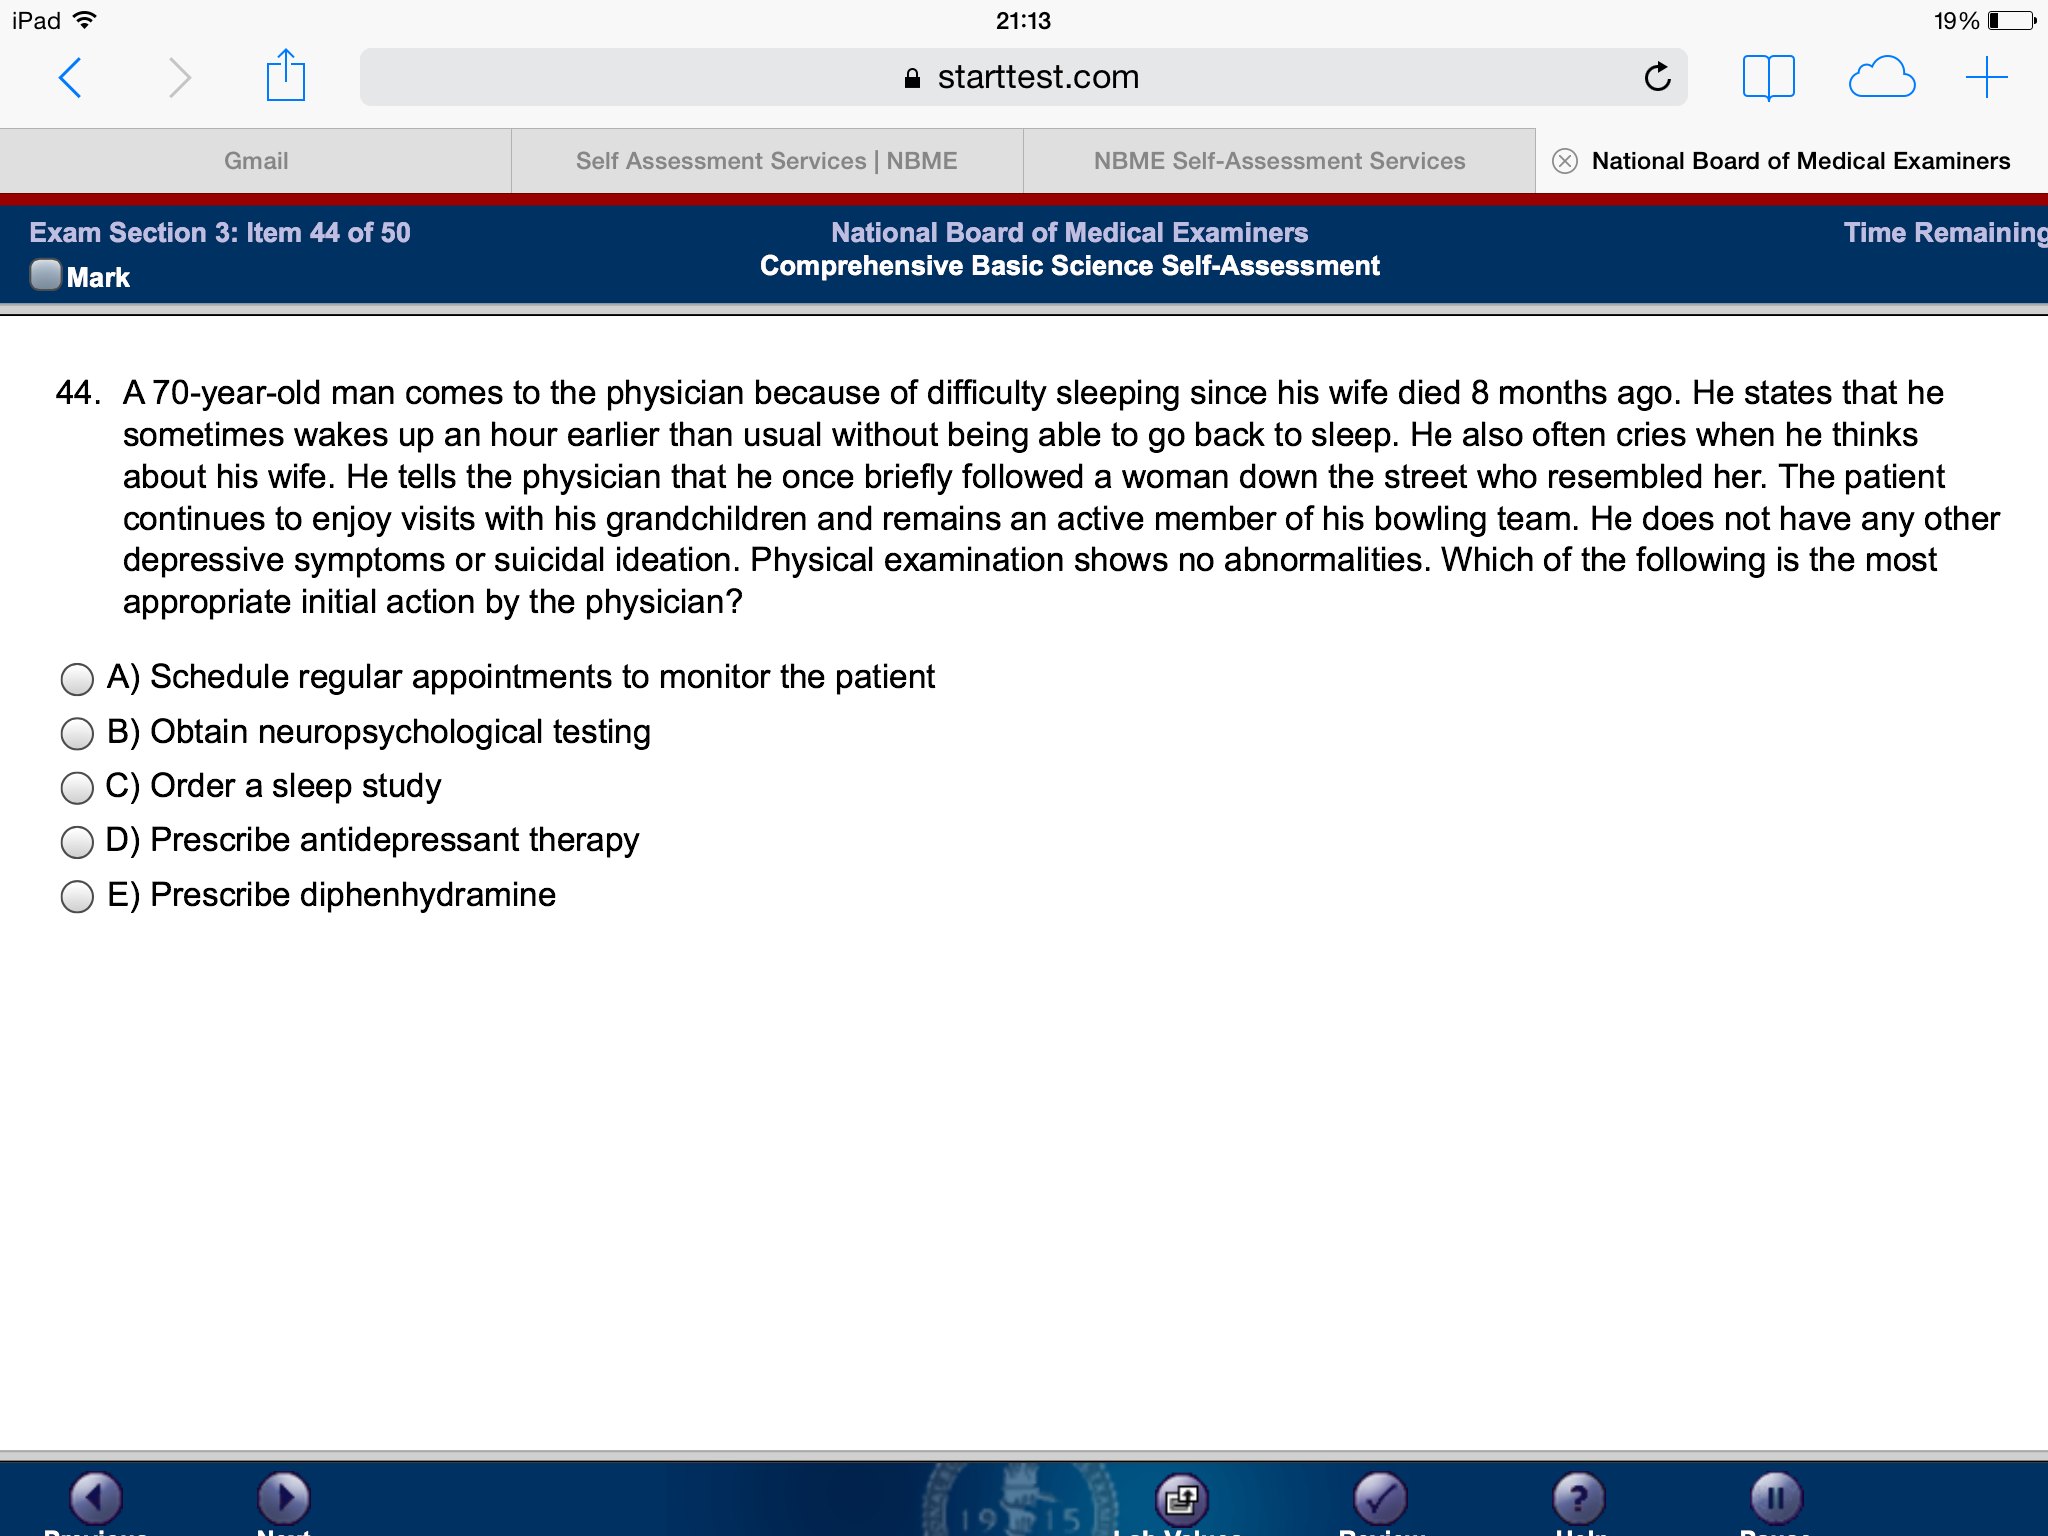 iPad 21:13 19%
starttest.com
Gmail Self Assessment Services | NBME NBME Self-Assessment Services National Board of Medical Examiners
Exam Section 3: Item 44 of 50 National Board of Medical Examiners Time Remaining
Mark Comprehensive Basic Science Self-Assessment
44. A 70-year-old man comes to the physician because of difficulty sleeping since his wife died 8 months ago. He states that he
sometimes wakes up an hour earlier than usual without being able to go back to sleep. He also often cries when he thinks
about his wife. He tells the physician that he once briefly followed a woman down the street who resembled her. The patient
continues to enjoy visits with his grandchildren and remains an active member of his bowling team. He does not have any other
depressive symptoms or suicidal ideation. Physical examination shows no abnormalities. Which of the following is the most
appropriate initial action by the physician?
A) Schedule regular appointments to monitor the patient
B) Obtain neuropsychological testing
C) Order a sleep study
D) Prescribe antidepressant therapy
E) Prescribe diphenhydramine
1915